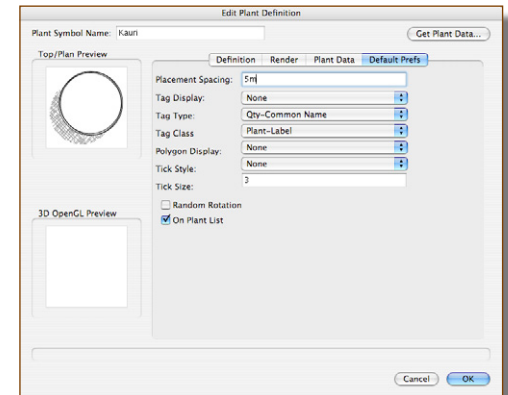 Edit Plant Definition
Plant Symbol Name: Kauri
Get Plant Data...
Top/Plan Preview
Definition Render Plant Data Default Prefs
Placement Spacing: 5m
Tag Display: None
Tag Type: Qty-Common Name
Tag Class Plant-Label
Polygon Display: None
Tick Style: None
Tick Size: 3
Random Rotation
On Plant List
3D OpenGL Preview
Cancel OK